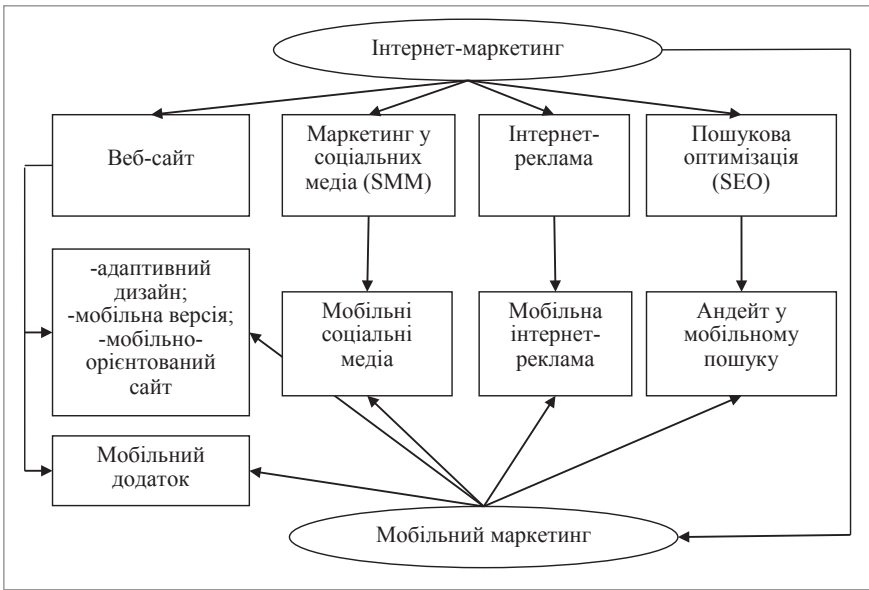 Інтернет-маркетинг
Веб-сайт
Маркетинг у
соціальних
медіа (SMM)
Інтернет-
реклама
Пошукова
оптимізація
(SEO)
-адаптивний
дизайн;
-мобільна версія;
-мобільно-
орієнтований
сайт
Мобільні
соціальні
медіа
Мобільна
інтернет-
реклама
Андейт у
мобільному
пошуку
Мобільний
додаток
Мобільний маркетинг